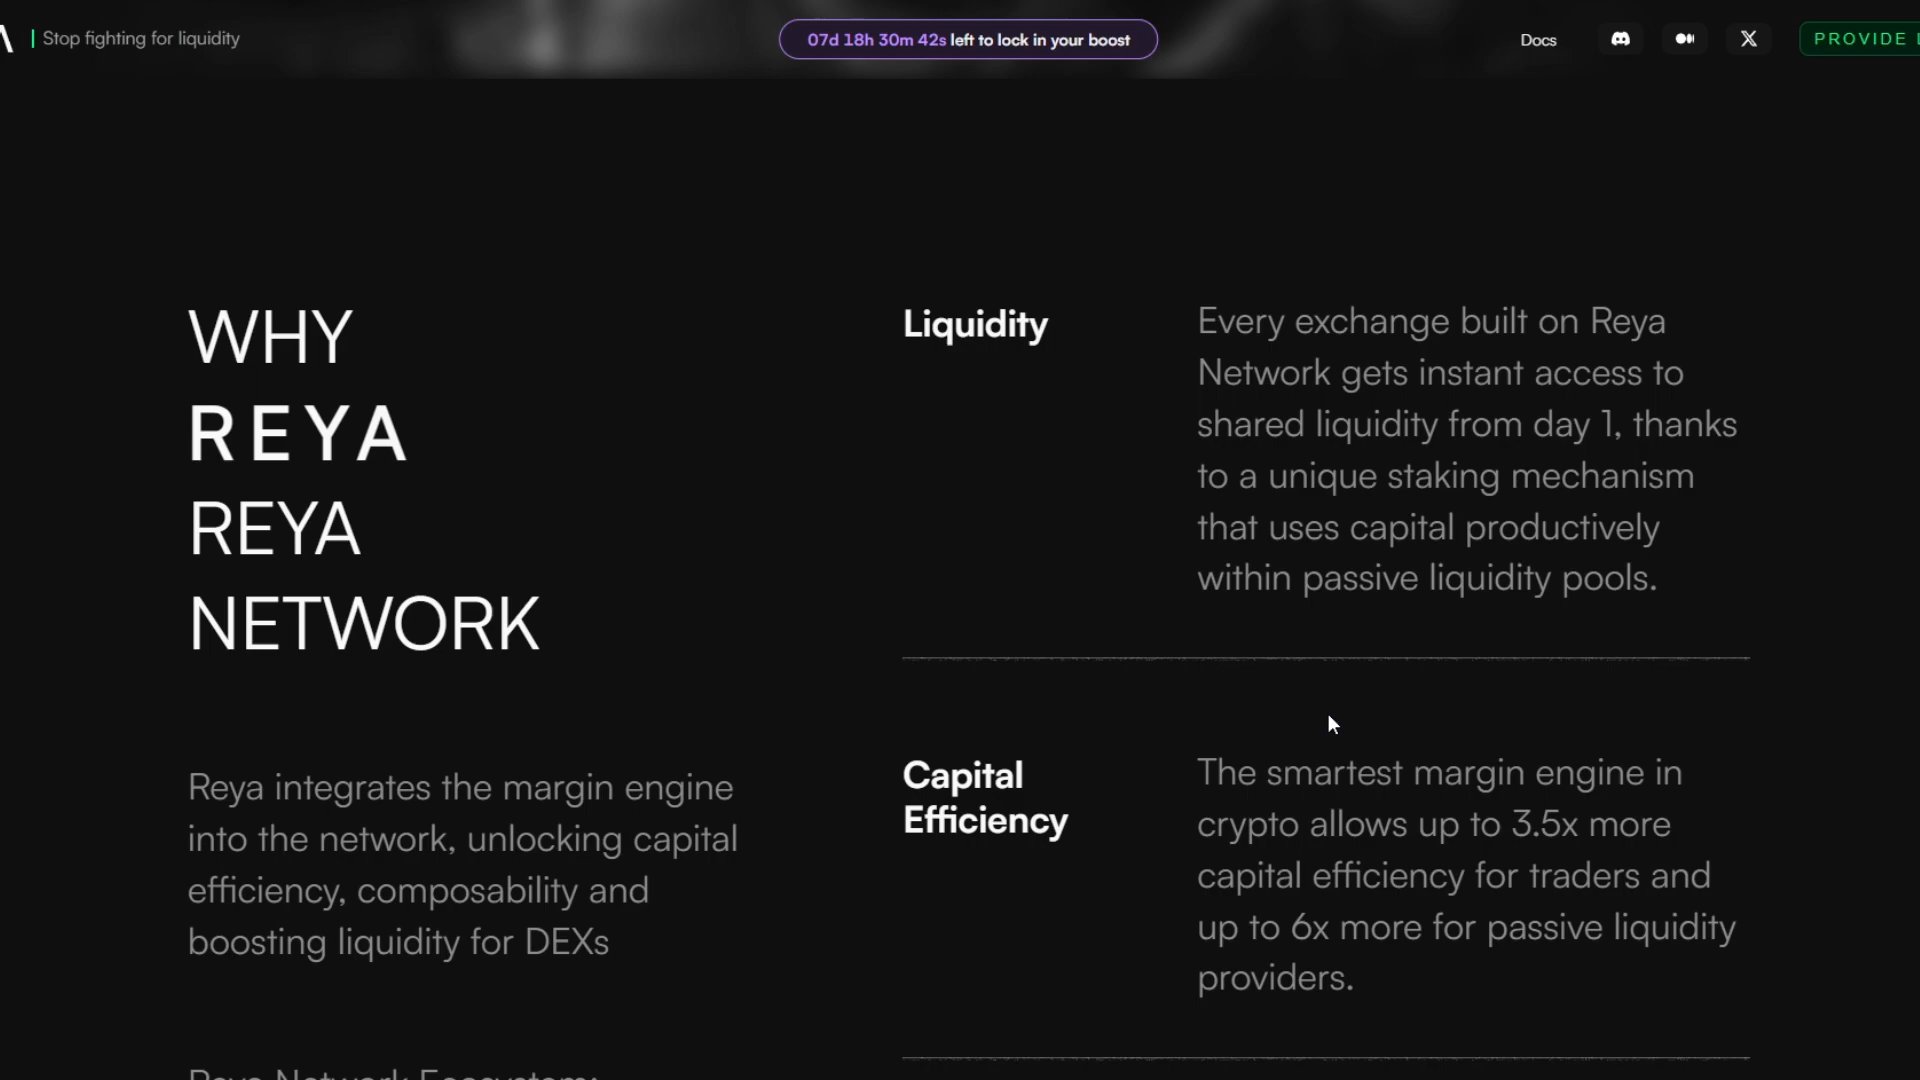 Stop fighting for liquidity
07d 18h 30m 42s left to lock in your boost
Docs
PROVIDE
WHY
REYA
REYA
NETWORK
Reya integrates the margin engine
into the network, unlocking capital
efficiency, composability and
boosting liquidity for DEXs
Reya Network Ecosystem:
Liquidity
Every exchange built on Reya
Network gets instant access to
shared liquidity from day 1, thanks
to a unique staking mechanism
that uses capital productively
within passive liquidity pools.
Capital
Efficiency
The smartest margin engine in
crypto allows up to 3.5x more
capital efficiency for traders and
up to 6x more for passive liquidity
providers.